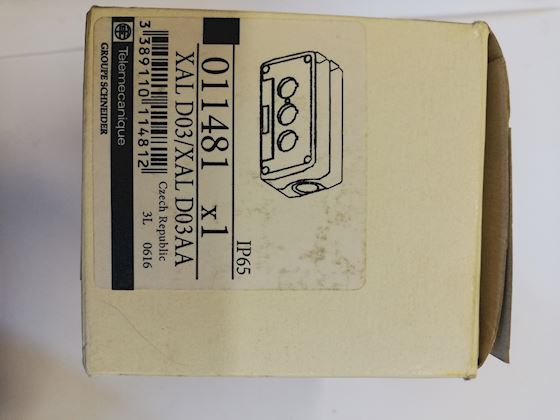 011481 x1
XAL D03/XAL D03AA
IP65
3 389110 114812
Czech Republic
3L 0616
Telemecanique
GROUPE SCHNEIDER